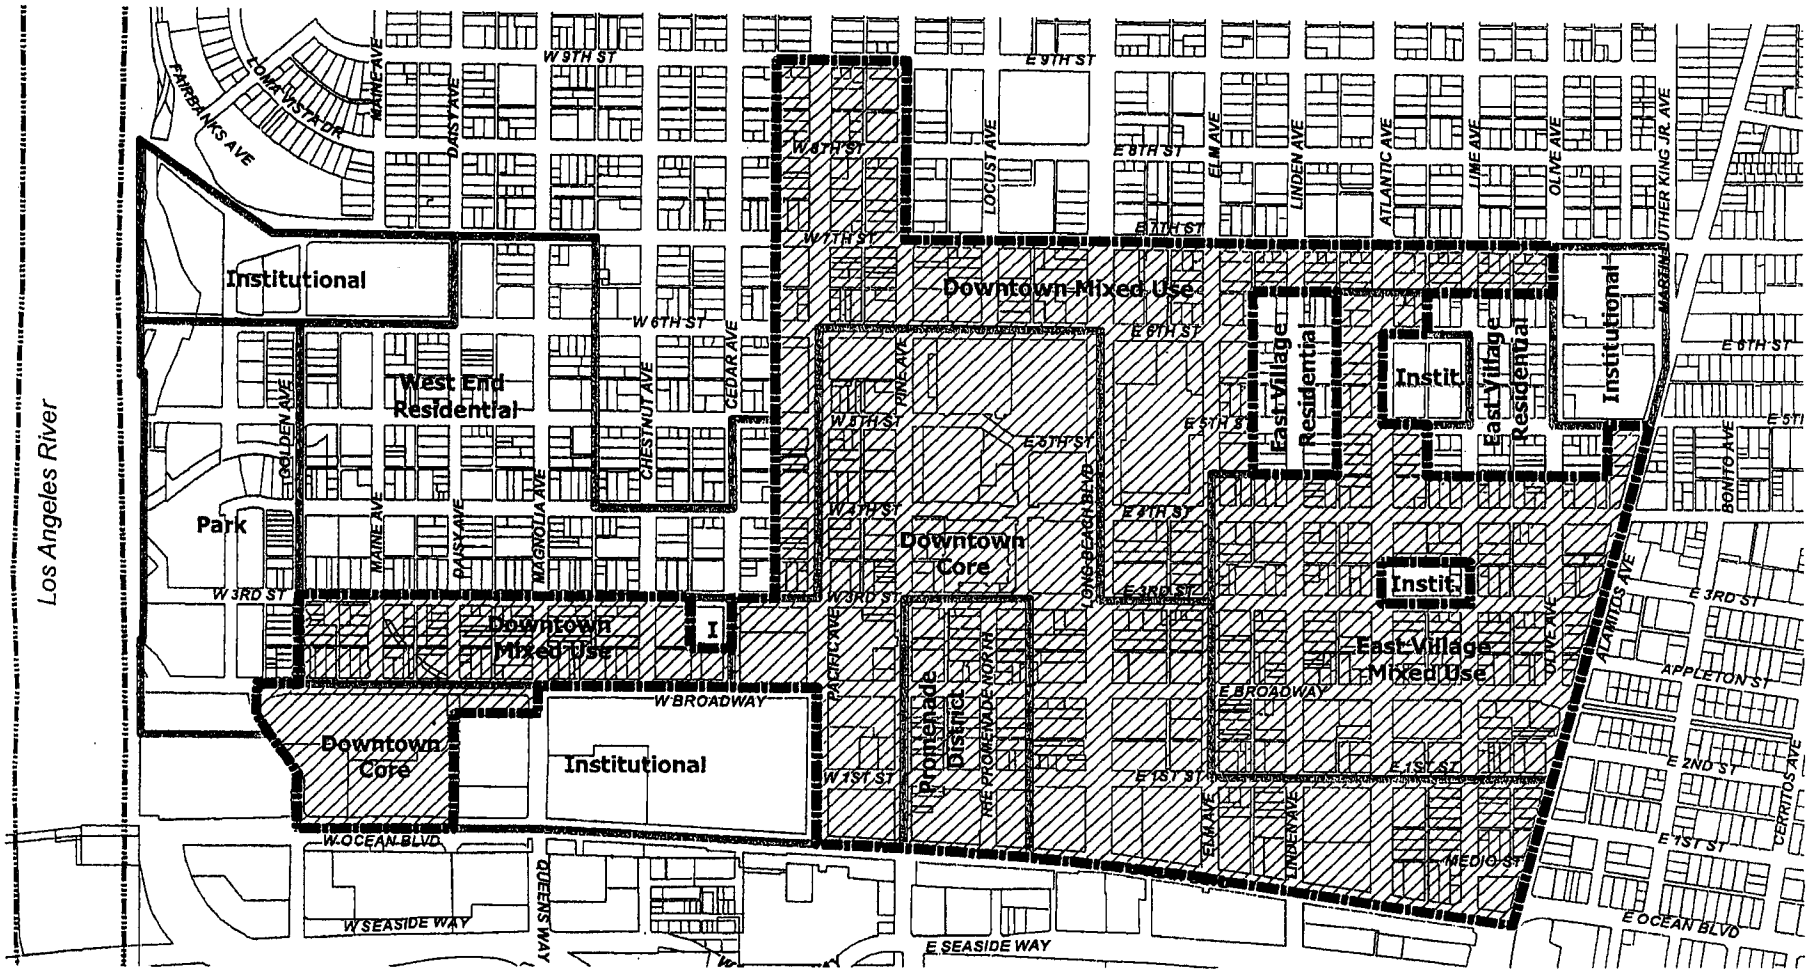 W 9TH ST
E 9TH ST
MAINE AVE
LOMA VISTA DR
FAIRBANKS AVE
DAISY AVE
W 8TH ST
E 8TH ST
LOCUST AVE
ELM AVE
LINDEN AVE
ATLANTIC AVE
LIME AVE
OLIVE AVE
MARTIN LUTHER KING JR. AVE
W 7TH ST
E 7TH ST
Institutional
Downtown Mixed Use
W 6TH ST
E 6TH ST
E 6TH ST
CEDAR AVE
CHESTNUT AVE
PINE AVE
West End
Residential
East Village
Residential
Instit.
East Village
Residential
Institutional
GOLDEN AVE
W 5TH ST
E 5TH ST
E 5TH ST
E 5TH
Los Angeles River
Park
MAINE AVE
DAISY AVE
MAGNOLIA AVE
W 4TH ST
E 4TH ST
LONG BEACH BLVD
BONITO AVE
Downtown
Core
Instit.
W 3RD ST
W 3RD ST
E 3RD ST
E 3RD ST
ALAMITOS AVE
Downtown
Mixed Use
I
PACIFIC AVE
Promenade
District
THE PROMENADE NORTH
East Village
Mixed Use
OLIVE AVE
APPLETON ST
W BROADWAY
E BROADWAY
Downtown
Core
Institutional
W 1ST ST
E 1ST ST
E 1ST ST
E 2ND ST
CERRITOS AVE
ELM AVE
LINDEN AVE
MEDIO ST
E 1ST ST
W OCEAN BLVD
QUEENS WAY
W SEASIDE WAY
E SEASIDE WAY
E OCEAN BLVD